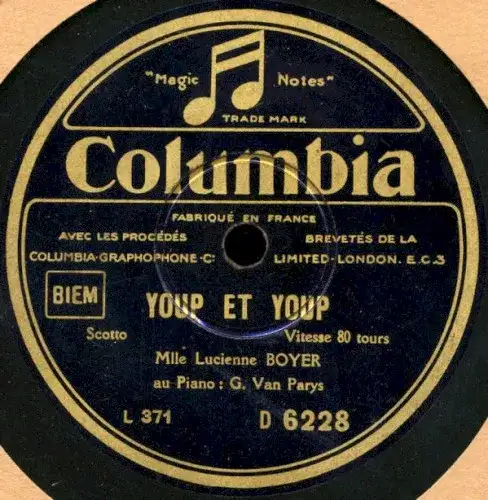 "Magic Notes"
TRADE MARK
Columbia
FABRIQUÉ EN FRANCE
AVEC LES PROCÉDÉS BREVETÉS DE LA
COLUMBIA-GRAPHOPHONE-Cº LIMITED-LONDON. E.C.3
BIEM YOUP ET YOUP
Scotto Vitesse 80 tours
Mlle Lucienne BOYER
au Piano : G. Van Parys
L 371 D 6228